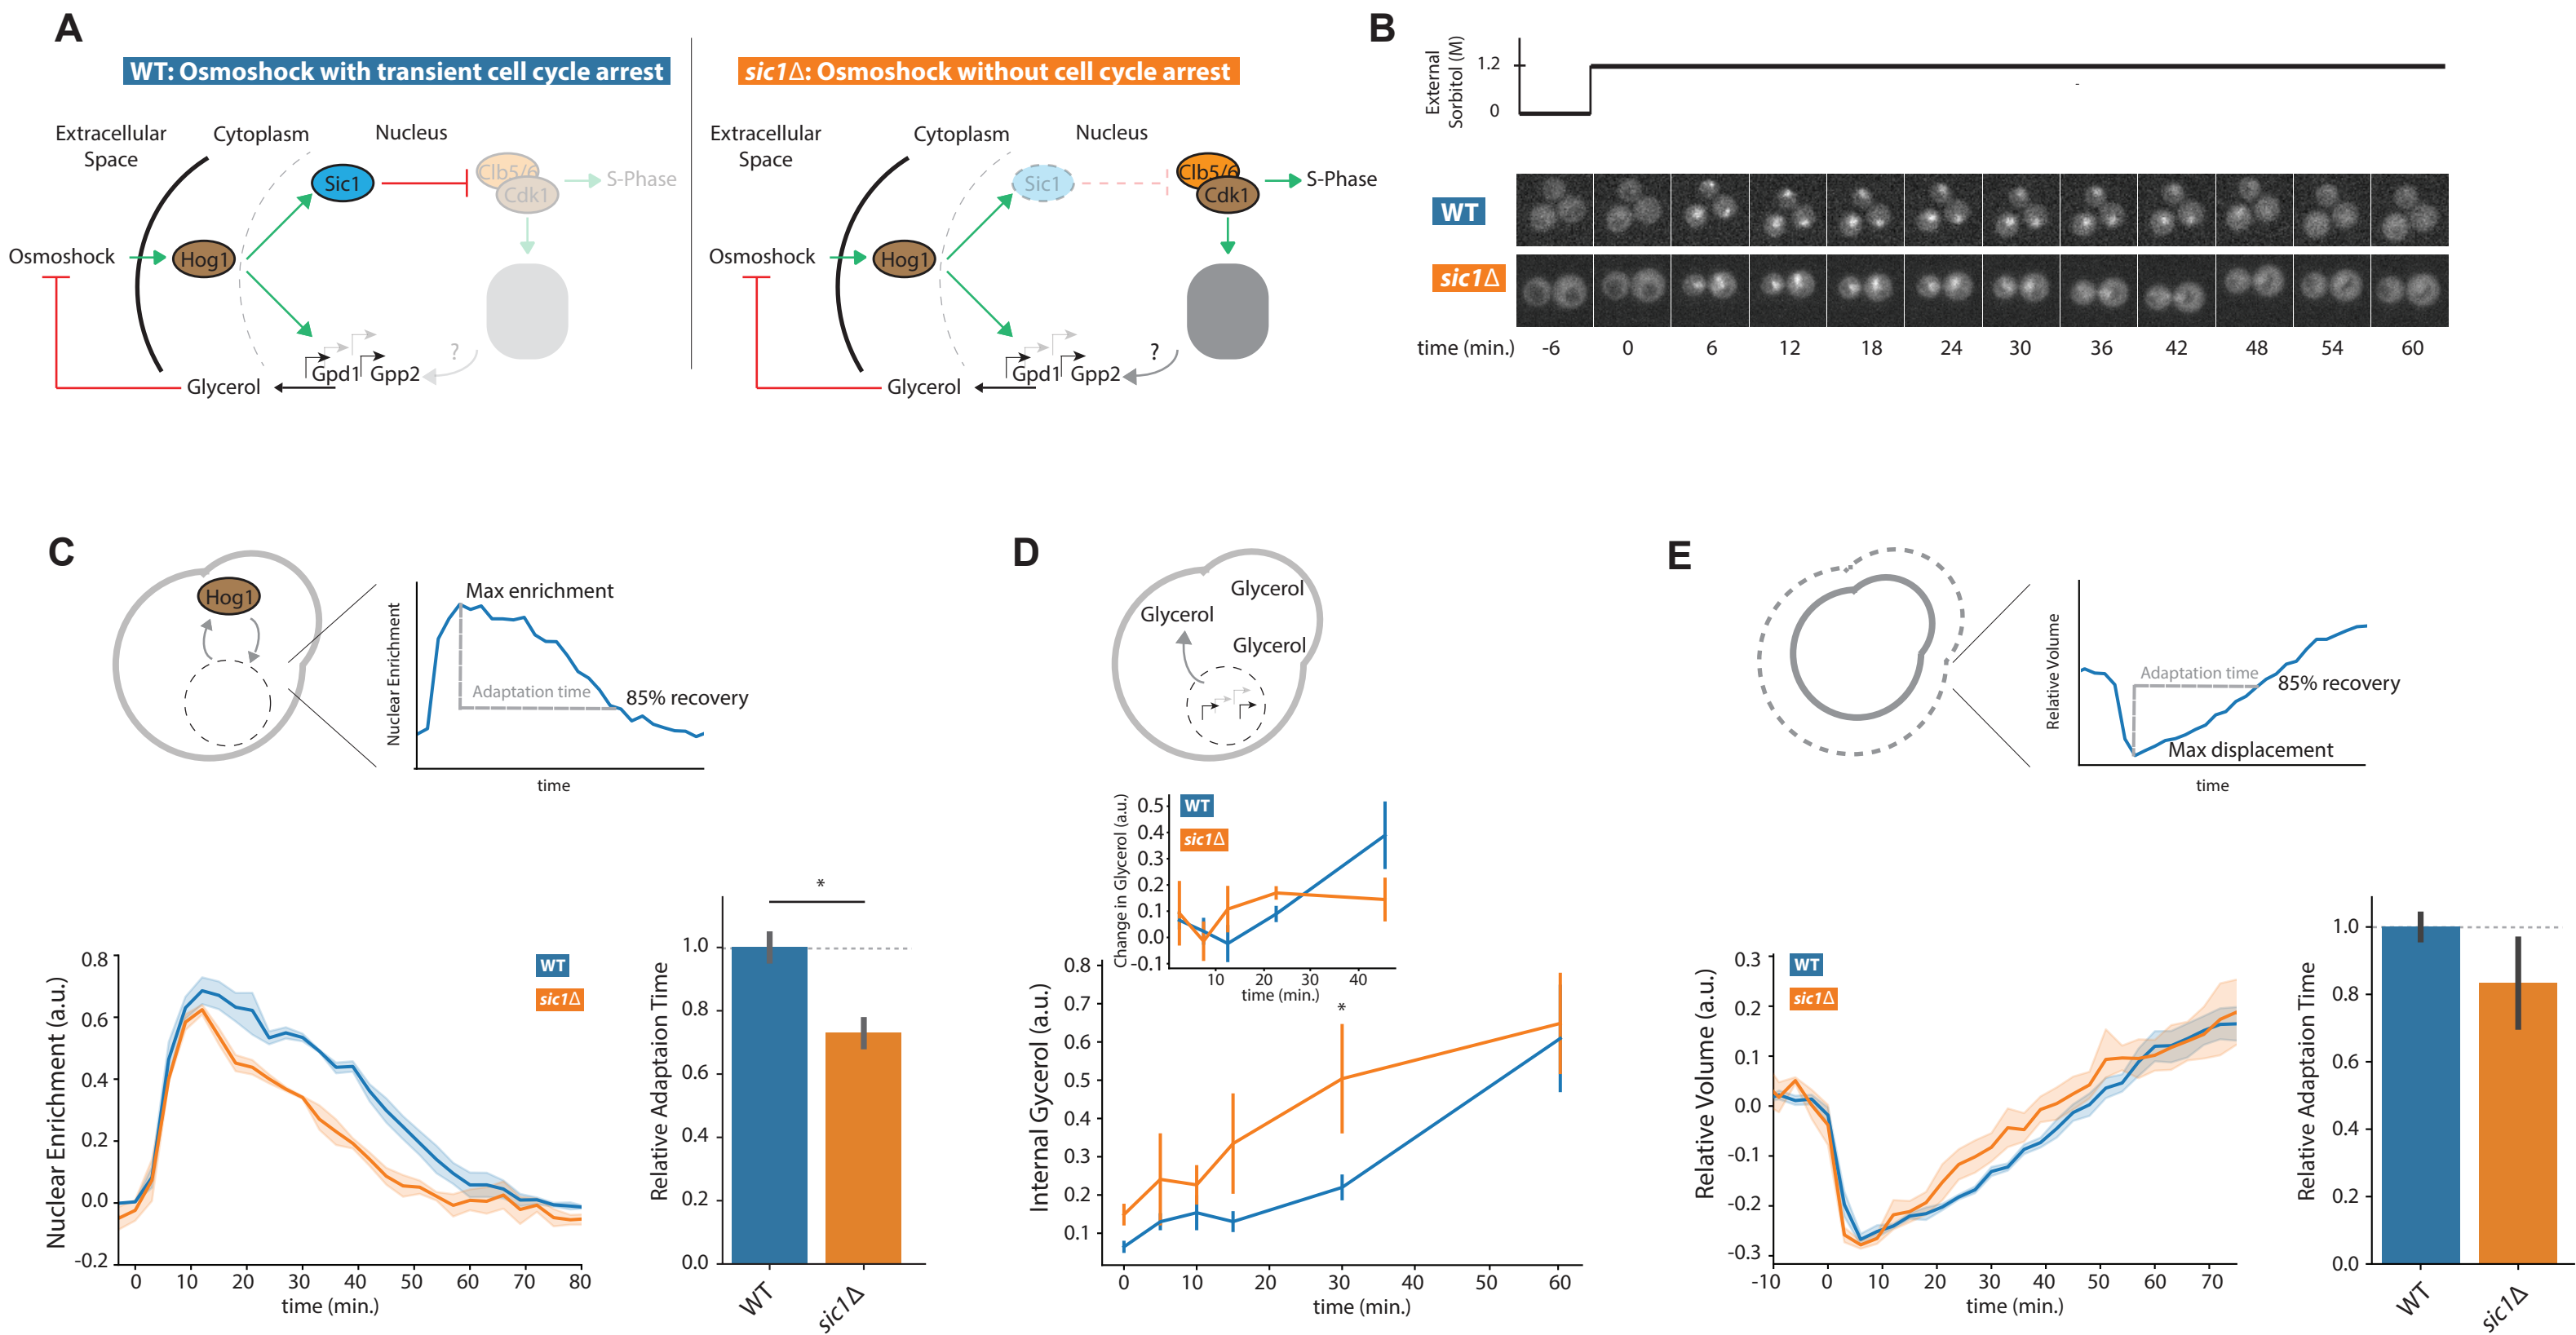 A
WT: Osmoshock with transient cell cycle arrest
Extracellular
Space
Cytoplasm
Nucleus
Sic1
Clb5/6
Cdk1
S-Phase
Osmoshock
Hog1
?
Gpd1
Gpp2
Glycerol
sic1Δ: Osmoshock without cell cycle arrest
Extracellular
Space
Cytoplasm
Nucleus
Sic1
Clb5/6
Cdk1
S-Phase
Osmoshock
Hog1
?
Gpd1
Gpp2
Glycerol
B
External
Sorbitol (M)
1.2
0
WT
sic1Δ
time (min.)
-6 0 6 12 18 24 30 36 42 48 54 60
C
Hog1
Nuclear Enrichment
Max enrichment
Adaptation time
85% recovery
time
Nuclear Enrichment (a.u.)
0.8
0.6
0.4
0.2
0.0
-0.2
WT
sic1Δ
0 10 20 30 40 50 60 70 80
time (min.)
Relative Adaptaion Time
*
1.0
0.8
0.6
0.4
0.2
0.0
WT
sic1Δ
D
Glycerol
Glycerol
Glycerol
Change in Glycerol (a.u.)
0.5
0.4
0.3
0.2
0.1
0.0
-0.1
WT
sic1Δ
10 20 30 40
time (min.)
Internal Gycerol (a.u.)
0.8
0.7
0.6
0.5
0.4
0.3
0.2
0.1
*
0 10 20 30 40 50 60
time (min.)
E
Relative Volume
Adaptation time
85% recovery
Max displacement
time
Relative Volume (a.u.)
0.3
0.2
0.1
0.0
-0.1
-0.2
-0.3
WT
sic1Δ
-10 0 10 20 30 40 50 60 70
time (min.)
Relative Adaptaion Time
1.0
0.8
0.6
0.4
0.2
0.0
WT
sic1Δ